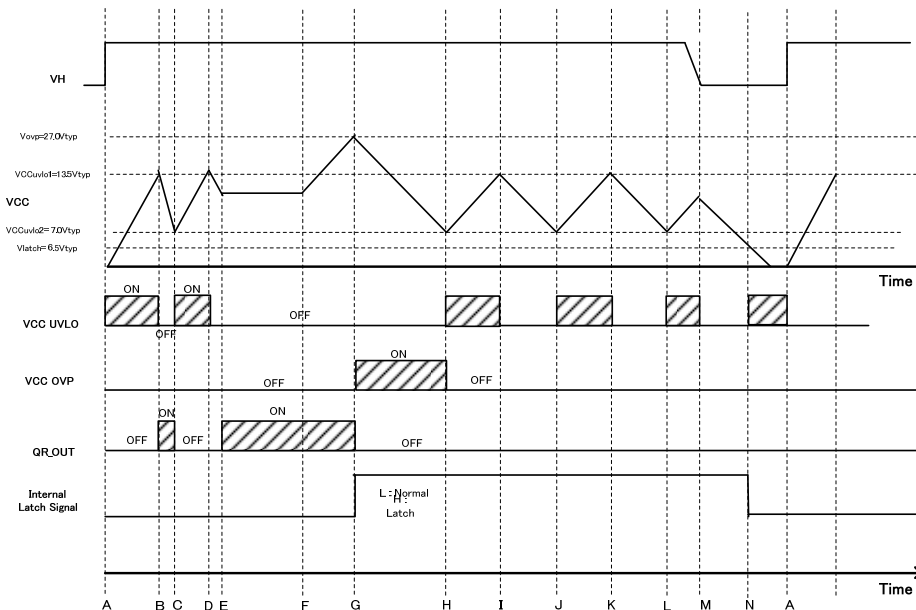 VH
Vovp=27.0Vtyp
VCCuvlo1=13.5Vtyp
VCC
VCCuvlo2= 7.0Vtyp
Vlatch=6.5Vtyp
Time
ON
ON
VCC UVLO
OFF
OFF
ON
VCC OVP
OFF
OFF
ON
ON
QR_OUT
OFF
OFF
OFF
Internal
Latch Signal
L : Normal
H :
Latch
Time
A B C D E F G H I J K L M N A